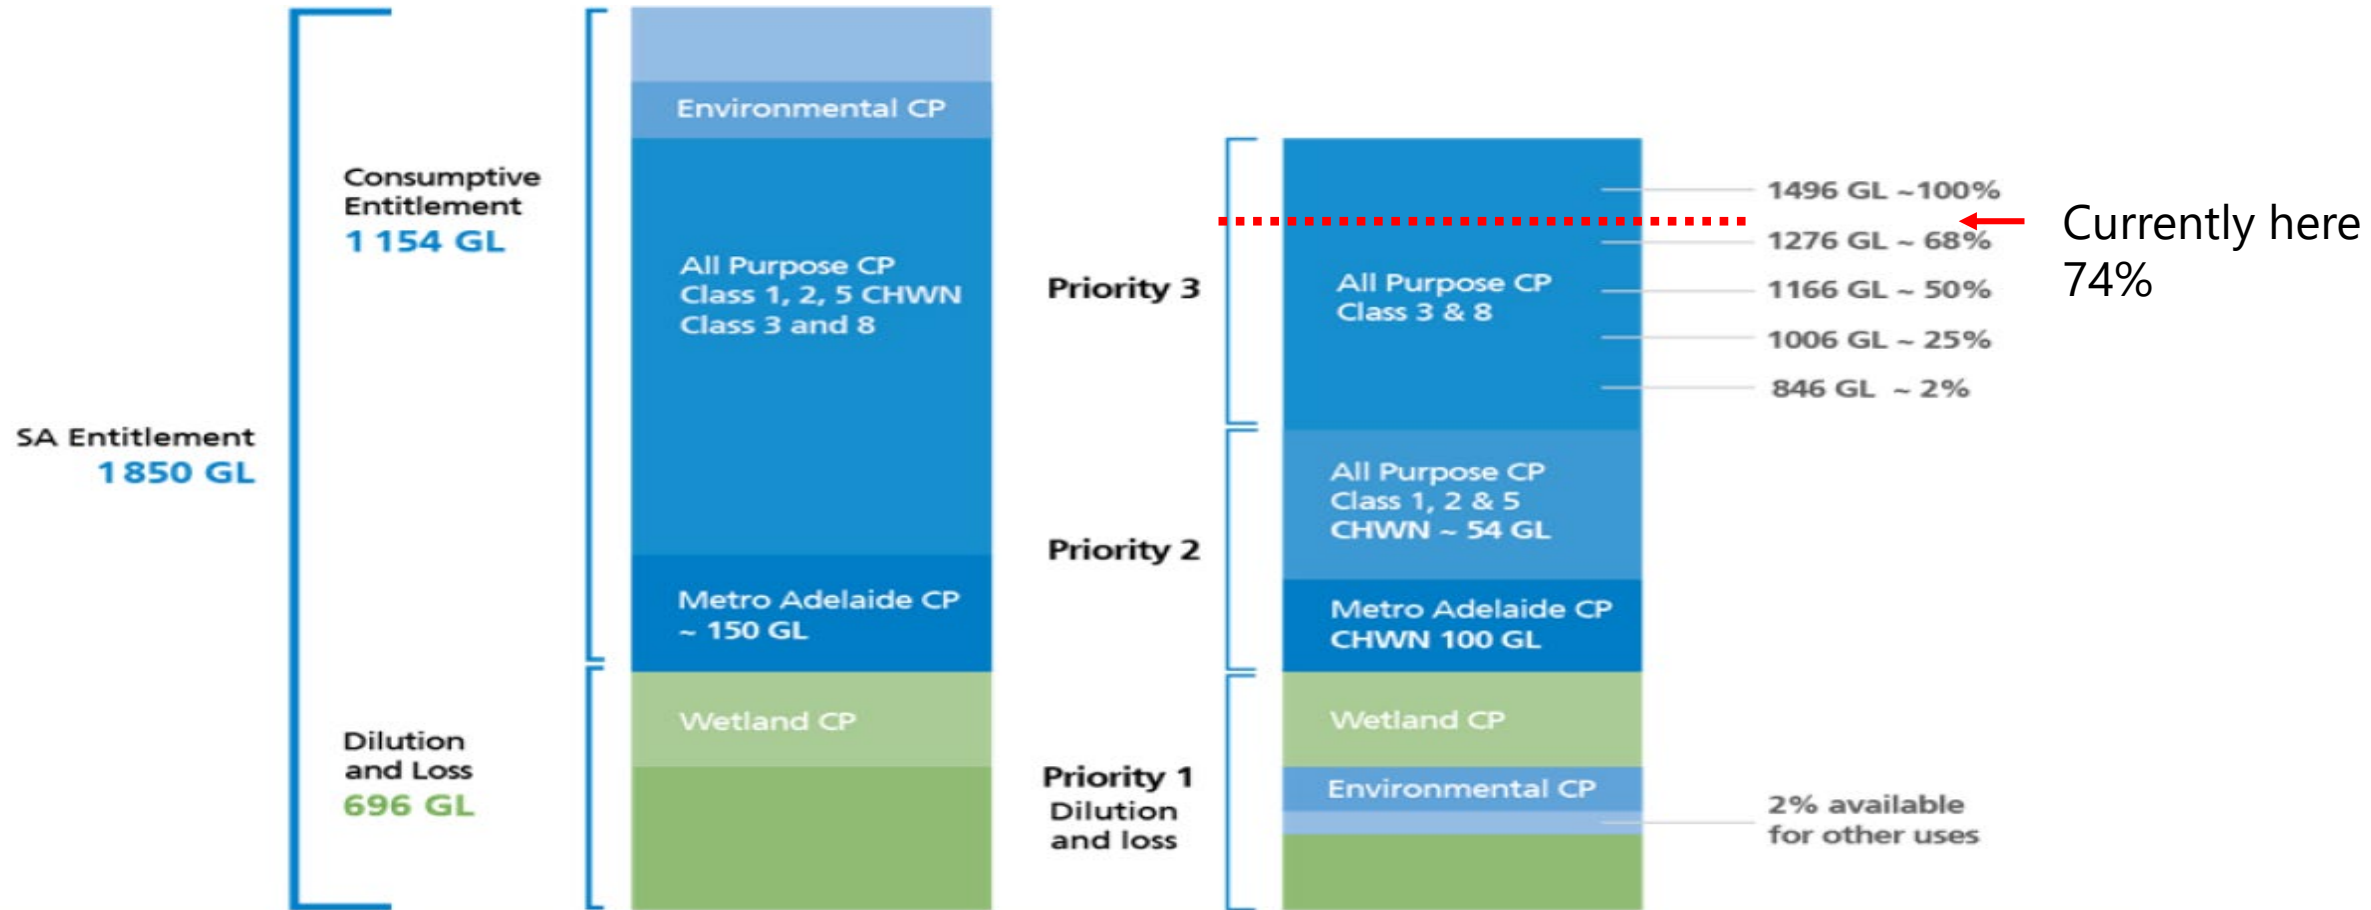 SA Entitlement
1 850 GL
Consumptive
Entitlement
1 154 GL
Dilution
and Loss
696 GL
Environmental CP
All Purpose CP
Class 1, 2, 5 CHWN
Class 3 and 8
Metro Adelaide CP
~ 150 GL
Wetland CP
Priority 3
Priority 2
Priority 1
Dilution
and loss
All Purpose CP
Class 3 & 8
All Purpose CP
Class 1, 2 & 5
CHWN ~ 54 GL
Metro Adelaide CP
CHWN 100 GL
Wetland CP
Environmental CP
1496 GL ~100%
1276 GL ~ 68%
1166 GL ~ 50%
1006 GL ~ 25%
846 GL ~ 2%
2% available
for other uses
Currently here
74%